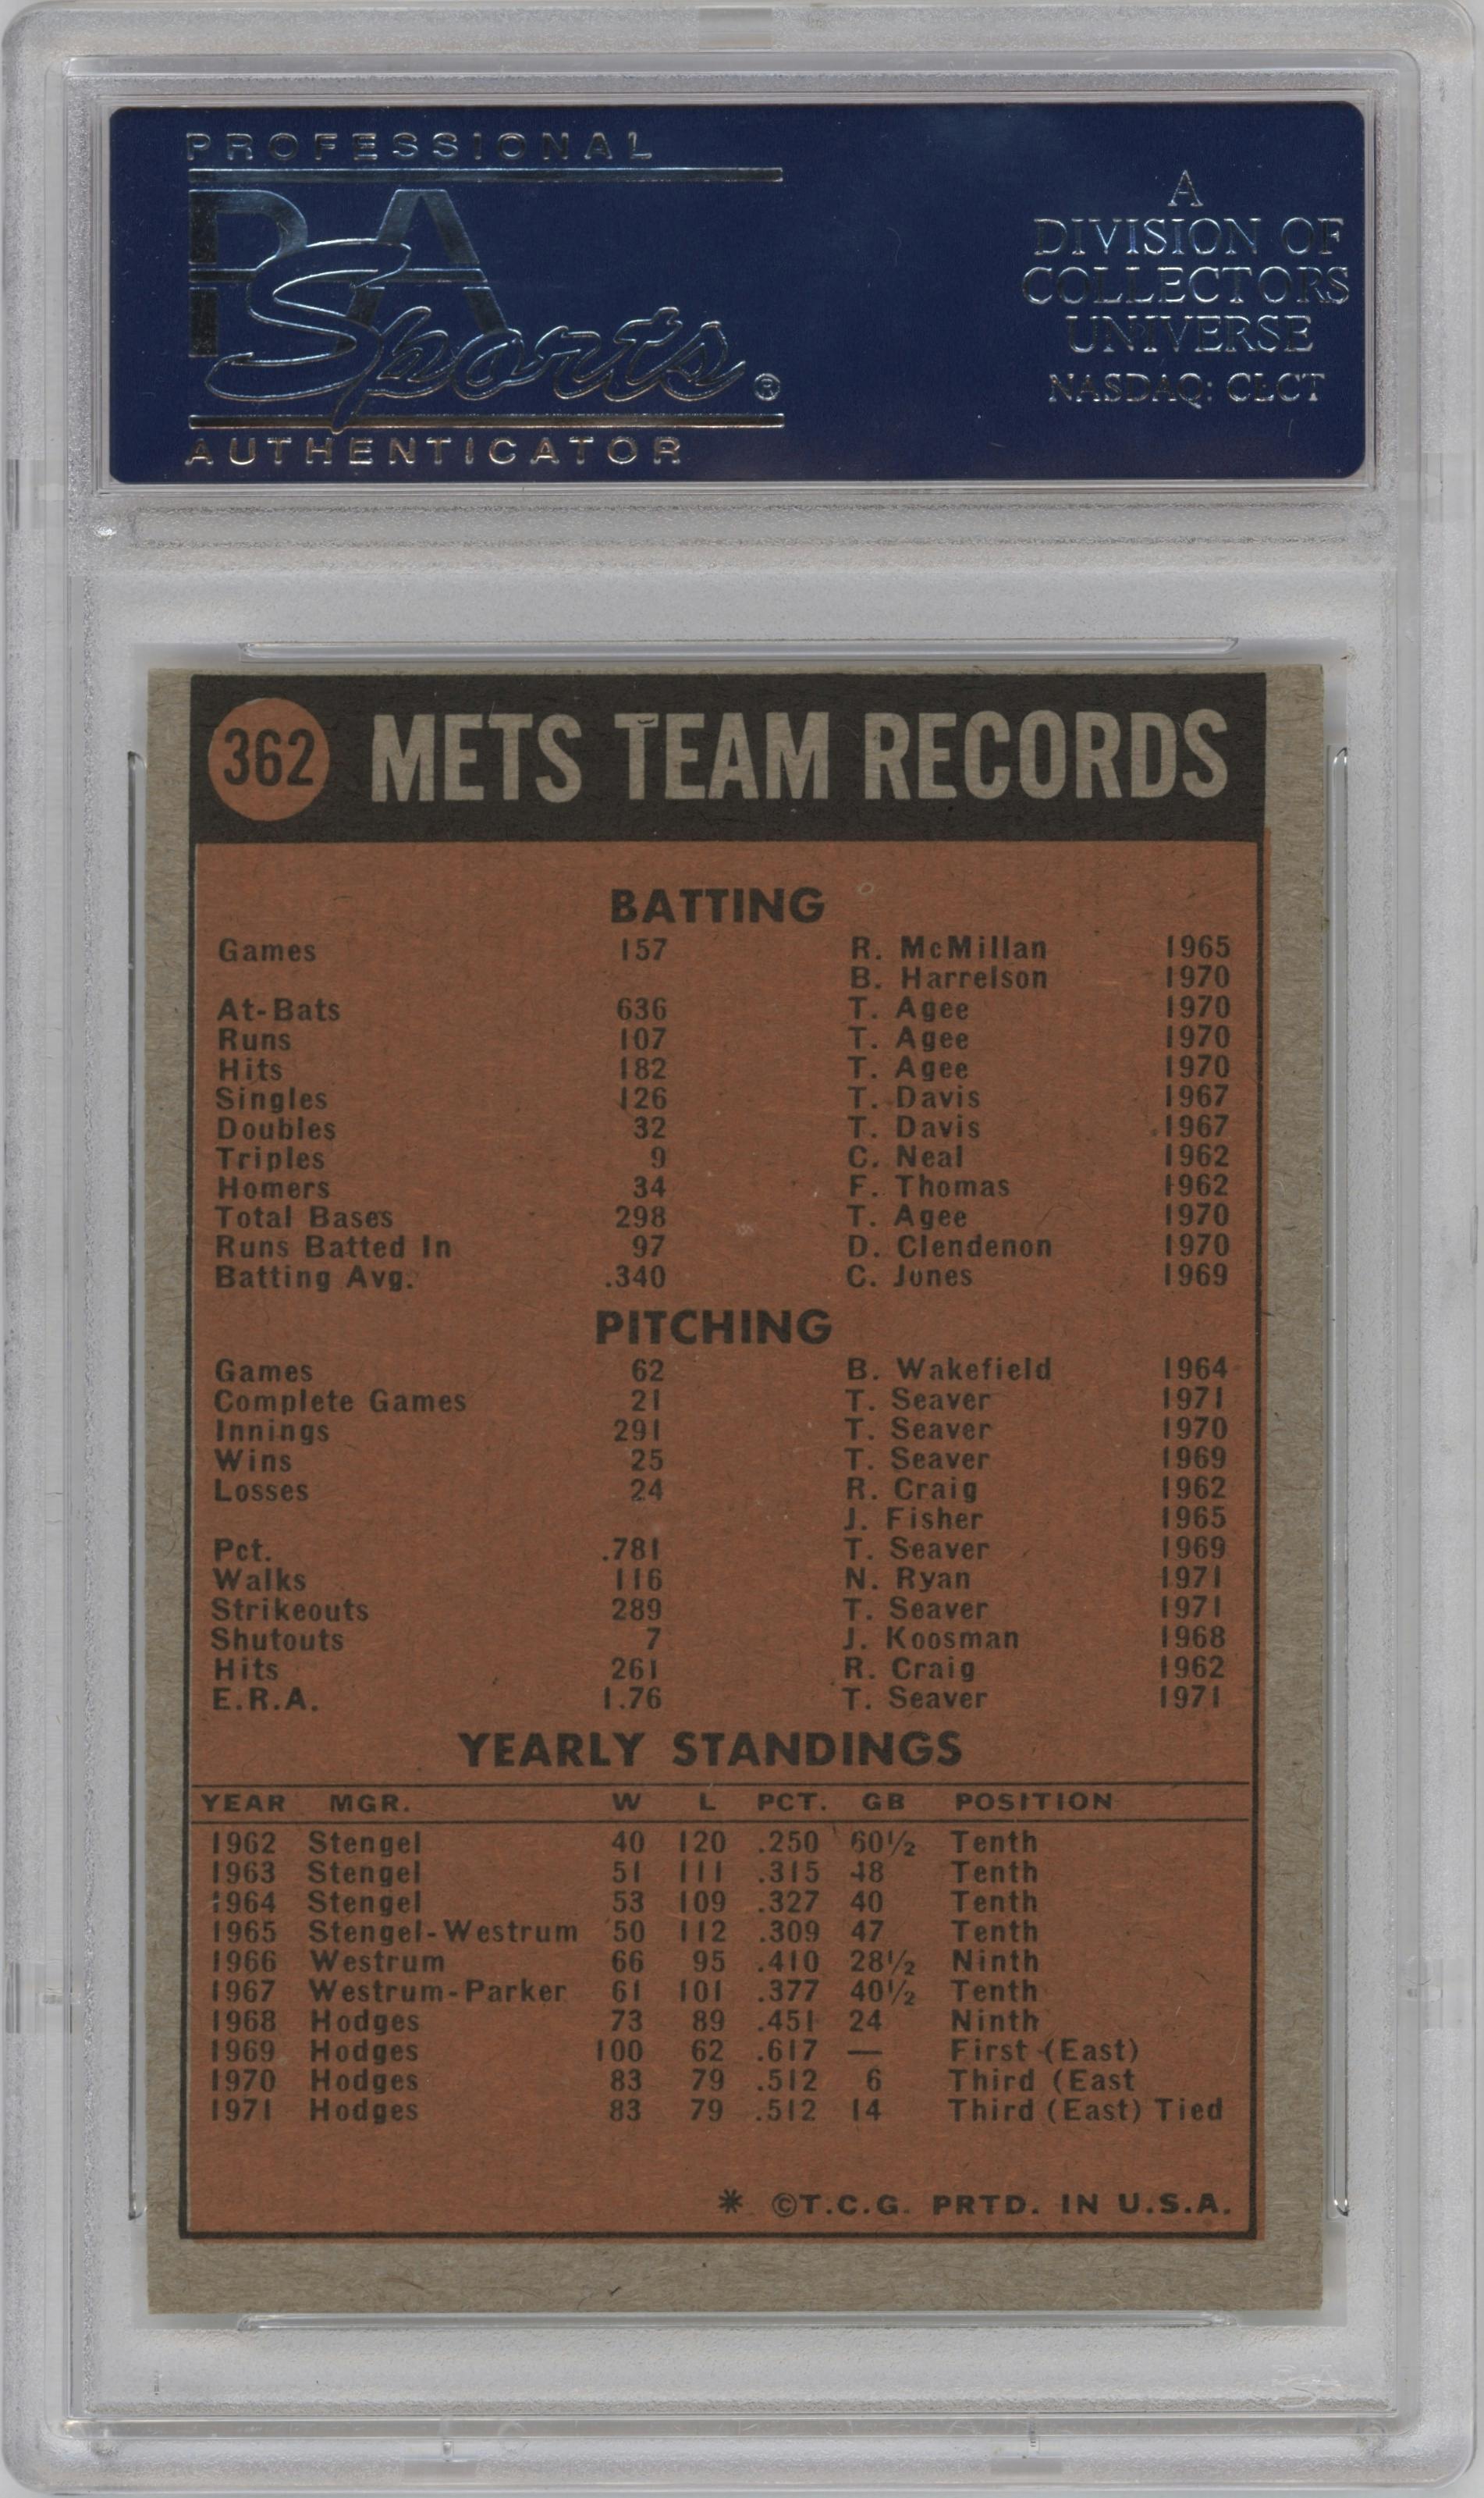 PROFESSIONAL
PSA
Sports®
AUTHENTICATOR
A
DIVISION OF
COLLECTORS
UNIVERSE
NASDAQ: CLCT
362 METS TEAM RECORDS
BATTING
Games 157 R. McMillan 1965
B. Harrelson 1970
At-Bats 636 T. Agee 1970
Runs 107 T. Agee 1970
Hits 182 T. Agee 1970
Singles 126 T. Davis 1967
Doubles 32 T. Davis 1967
Triples 9 C. Neal 1962
Homers 34 F. Thomas 1962
Total Bases 298 T. Agee 1970
Runs Batted In 97 D. Clendenon 1970
Batting Avg. .340 C. Jones 1969
PITCHING
Games 62 B. Wakefield 1964
Complete Games 21 T. Seaver 1971
Innings 291 T. Seaver 1970
Wins 25 T. Seaver 1969
Losses 24 R. Craig 1962
J. Fisher 1965
Pct. .781 T. Seaver 1969
Walks 116 N. Ryan 1971
Strikeouts 289 T. Seaver 1971
Shutouts 7 J. Koosman 1968
Hits 261 R. Craig 1962
E.R.A. 1.76 T. Seaver 1971
YEARLY STANDINGS
YEAR MGR. W L PCT. GB POSITION
1962 Stengel 40 120 .250 60½ Tenth
1963 Stengel 51 111 .315 48 Tenth
1964 Stengel 53 109 .327 40 Tenth
1965 Stengel-Westrum 50 112 .309 47 Tenth
1966 Westrum 66 95 .410 28½ Ninth
1967 Westrum-Parker 61 101 .377 40½ Tenth
1968 Hodges 73 89 .451 24 Ninth
1969 Hodges 100 62 .617 — First (East)
1970 Hodges 83 79 .512 6 Third (East
1971 Hodges 83 79 .512 14 Third (East) Tied
* ©T.C.G. PRTD. IN U.S.A.